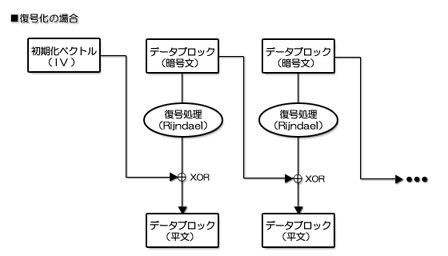 ■復号化の場合
初期化ベクトル
（ＩＶ）
データブロック
（暗号文）
データブロック
（暗号文）
復号処理
（Rijndael）
復号処理
（Rijndael）
XOR
XOR
データブロック
（平文）
データブロック
（平文）